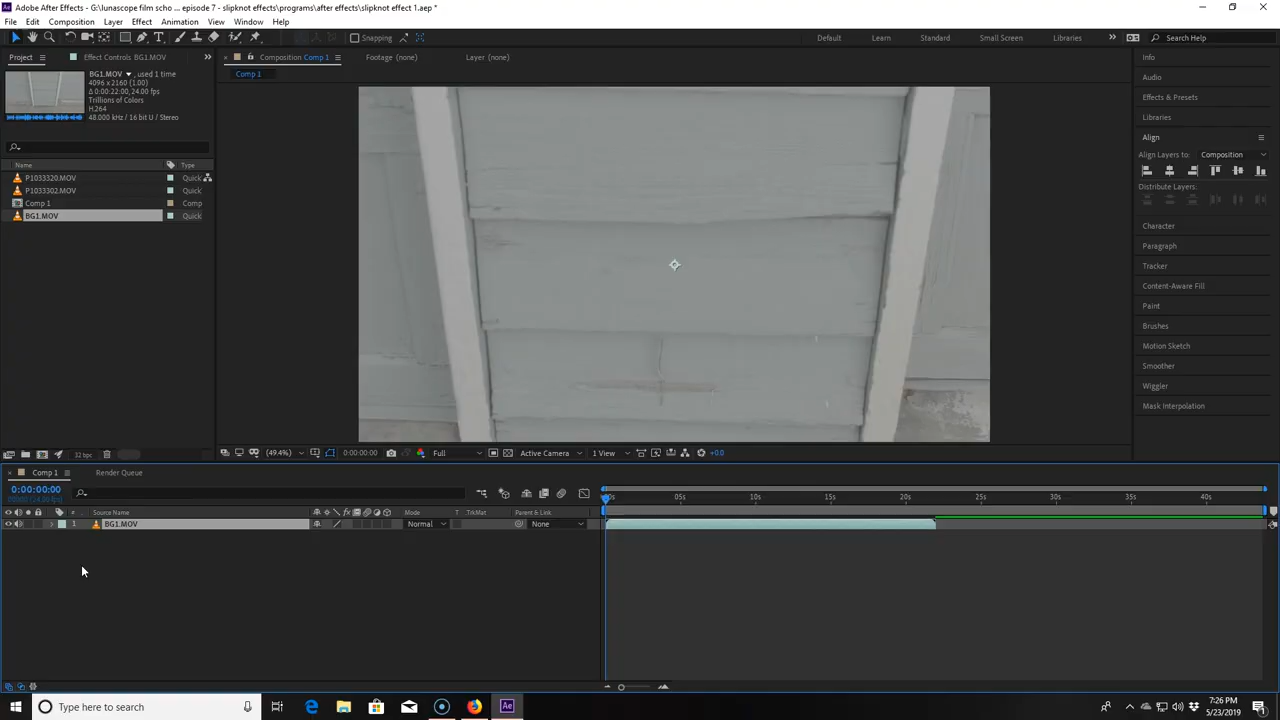 Adobe After Effects - G:\lunascope film scho ... episode 7 - slipknot effects\programs\after effects\slipknot effect 1.aep *
File Edit Composition Layer Effect Animation View Window Help
Snapping
Default Learn Standard Small Screen Libraries Search Help
Project Effect Controls BG1.MOV
Composition Comp 1 Footage (none) Layer (none)
Comp 1
BG1.MOV , used 1 time
4096 x 2160 (1.00)
Δ 0:00:22:00, 24.00 fps
Trillions of Colors
H.264
48.000 kHz / 16 bit U / Stereo
Name Type
P1033320.MOV Quick
P1033302.MOV Quick
Comp 1 Comp
BG1.MOV Quick
32 bpc
(49.4%) 0:00:00:00 Full Active Camera 1 View +0.0
Info
Audio
Effects & Presets
Libraries
Align
Align Layers to: Composition
Distribute Layers:
Character
Paragraph
Tracker
Content-Aware Fill
Paint
Brushes
Motion Sketch
Smoother
Wiggler
Mask Interpolation
Comp 1 Render Queue
0:00:00:00
05s 10s 15s 20s 25s 30s 35s 40s
# Source Name Mode T .TrkMat Parent & Link
1 BG1.MOV Normal None
Type here to search
7:26 PM
5/23/2019